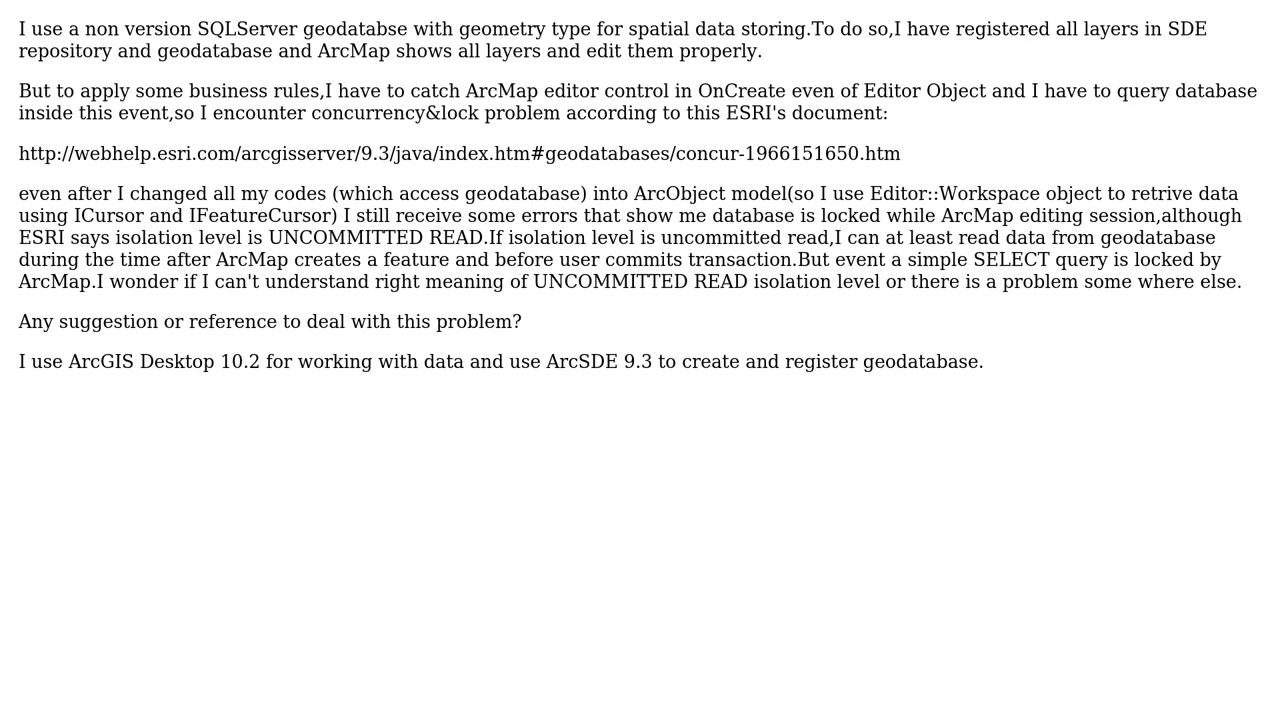 I use a non version SQLServer geodatabse with geometry type for spatial data storing.To do so,I have registered all layers in SDE
repository and geodatabase and ArcMap shows all layers and edit them properly.
But to apply some business rules,I have to catch ArcMap editor control in OnCreate even of Editor Object and I have to query database
inside this event,so I encounter concurrency&lock problem according to this ESRI's document:
http://webhelp.esri.com/arcgisserver/9.3/java/index.htm#geodatabases/concur-1966151650.htm
even after I changed all my codes (which access geodatabase) into ArcObject model(so I use Editor::Workspace object to retrive data
using ICursor and IFeatureCursor) I still receive some errors that show me database is locked while ArcMap editing session,although
ESRI says isolation level is UNCOMMITTED READ.If isolation level is uncommitted read,I can at least read data from geodatabase
during the time after ArcMap creates a feature and before user commits transaction.But event a simple SELECT query is locked by
ArcMap.I wonder if I can't understand right meaning of UNCOMMITTED READ isolation level or there is a problem some where else.
Any suggestion or reference to deal with this problem?
I use ArcGIS Desktop 10.2 for working with data and use ArcSDE 9.3 to create and register geodatabase.